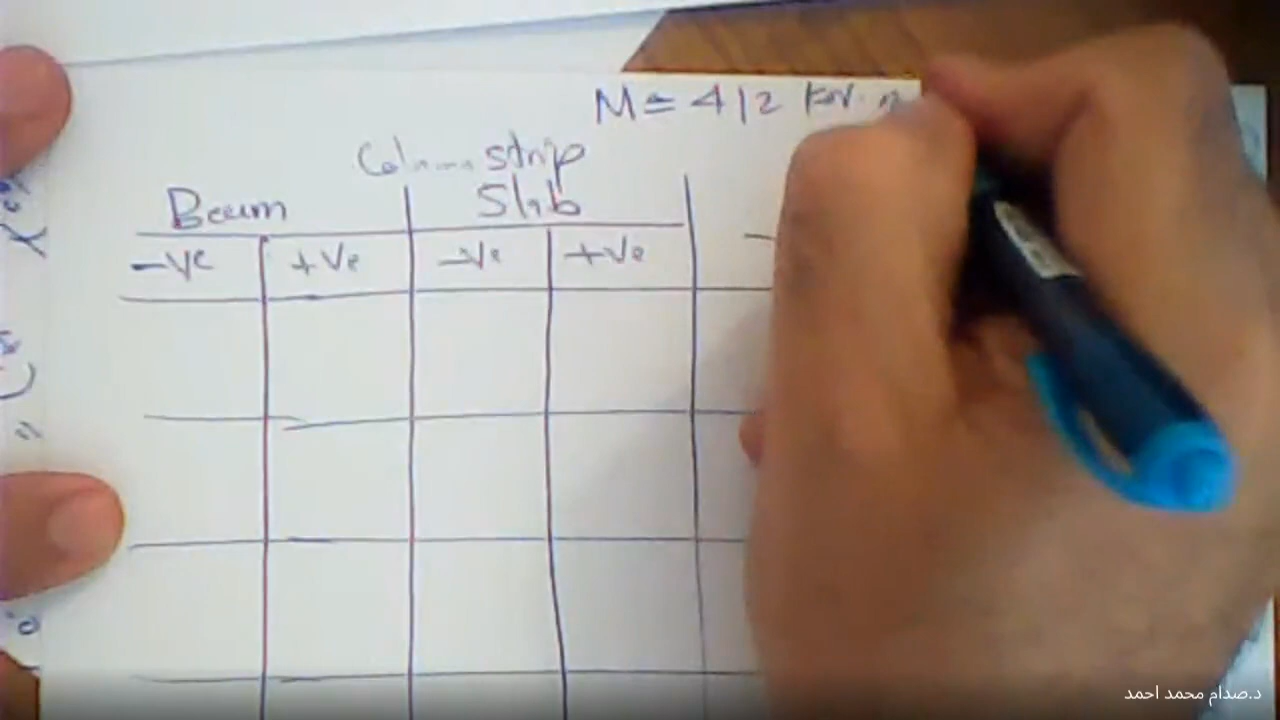 M = 412 kN.m
Column strip
Beam Slab
-Ve +Ve -Ve +Ve
د.صدام محمد احمد